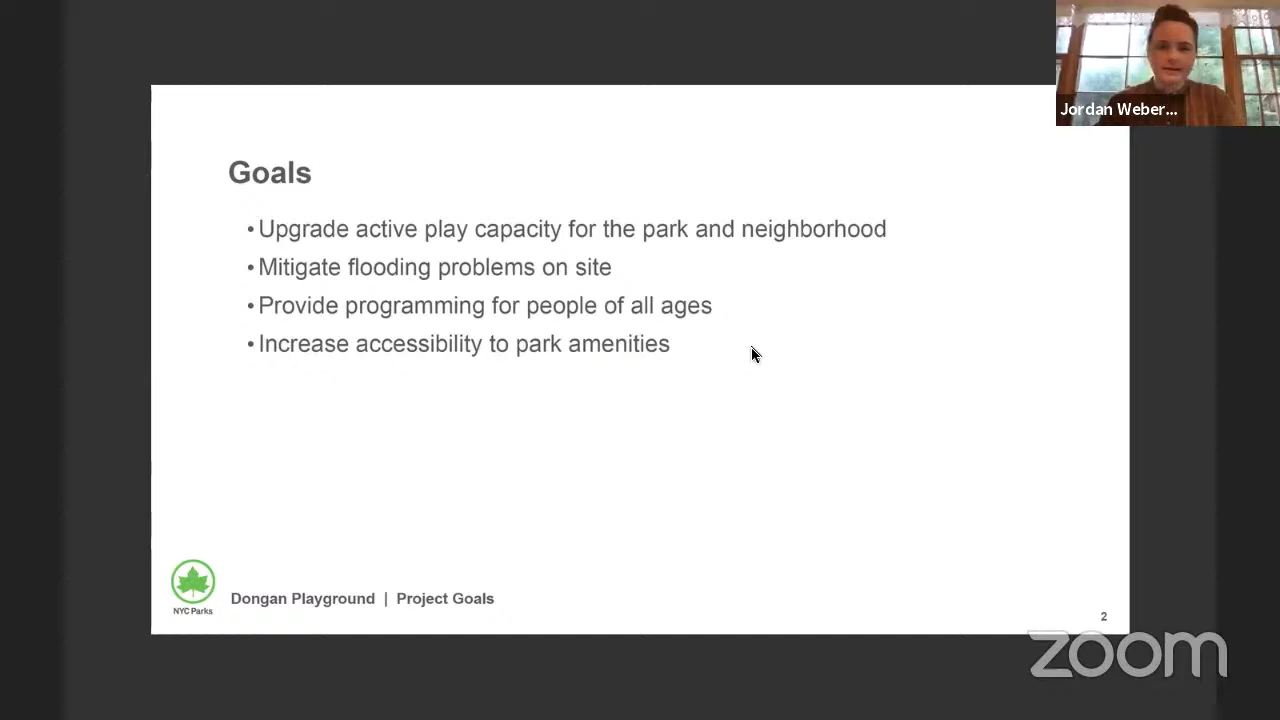 Jordan Weber...
Goals
• Upgrade active play capacity for the park and neighborhood
• Mitigate flooding problems on site
• Provide programming for people of all ages
• Increase accessibility to park amenities
NYC Parks
Dongan Playground | Project Goals
2
zoom